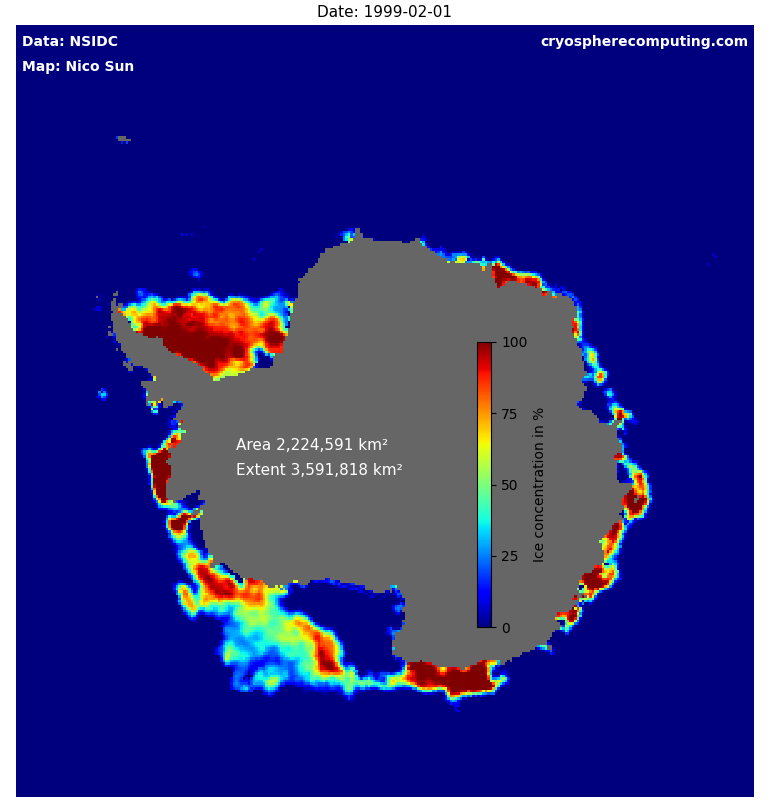 Date: 1999-02-01
Data: NSIDC
cryospherecomputing.com
Map: Nico Sun
100
75
50
25
0
Ice concentration in %
Area 2,224,591 km²
Extent 3,591,818 km²